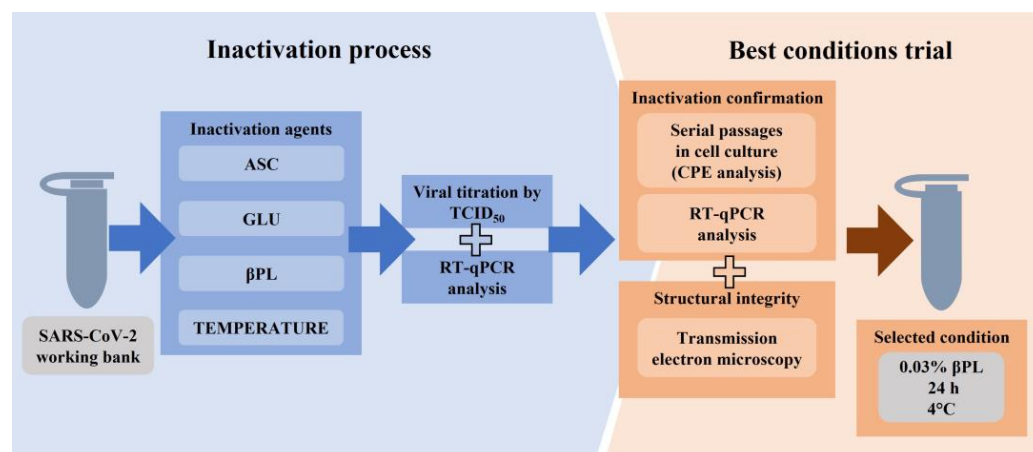 Inactivation process
Best conditions trial
SARS-CoV-2
working bank
Inactivation agents
ASC
GLU
βPL
TEMPERATURE
Viral titration by
TCID₅₀
RT-qPCR
analysis
Inactivation confirmation
Serial passages
in cell culture
(CPE analysis)
RT-qPCR
analysis
Structural integrity
Transmission
electron microscopy
Selected condition
0.03% βPL
24 h
4°C